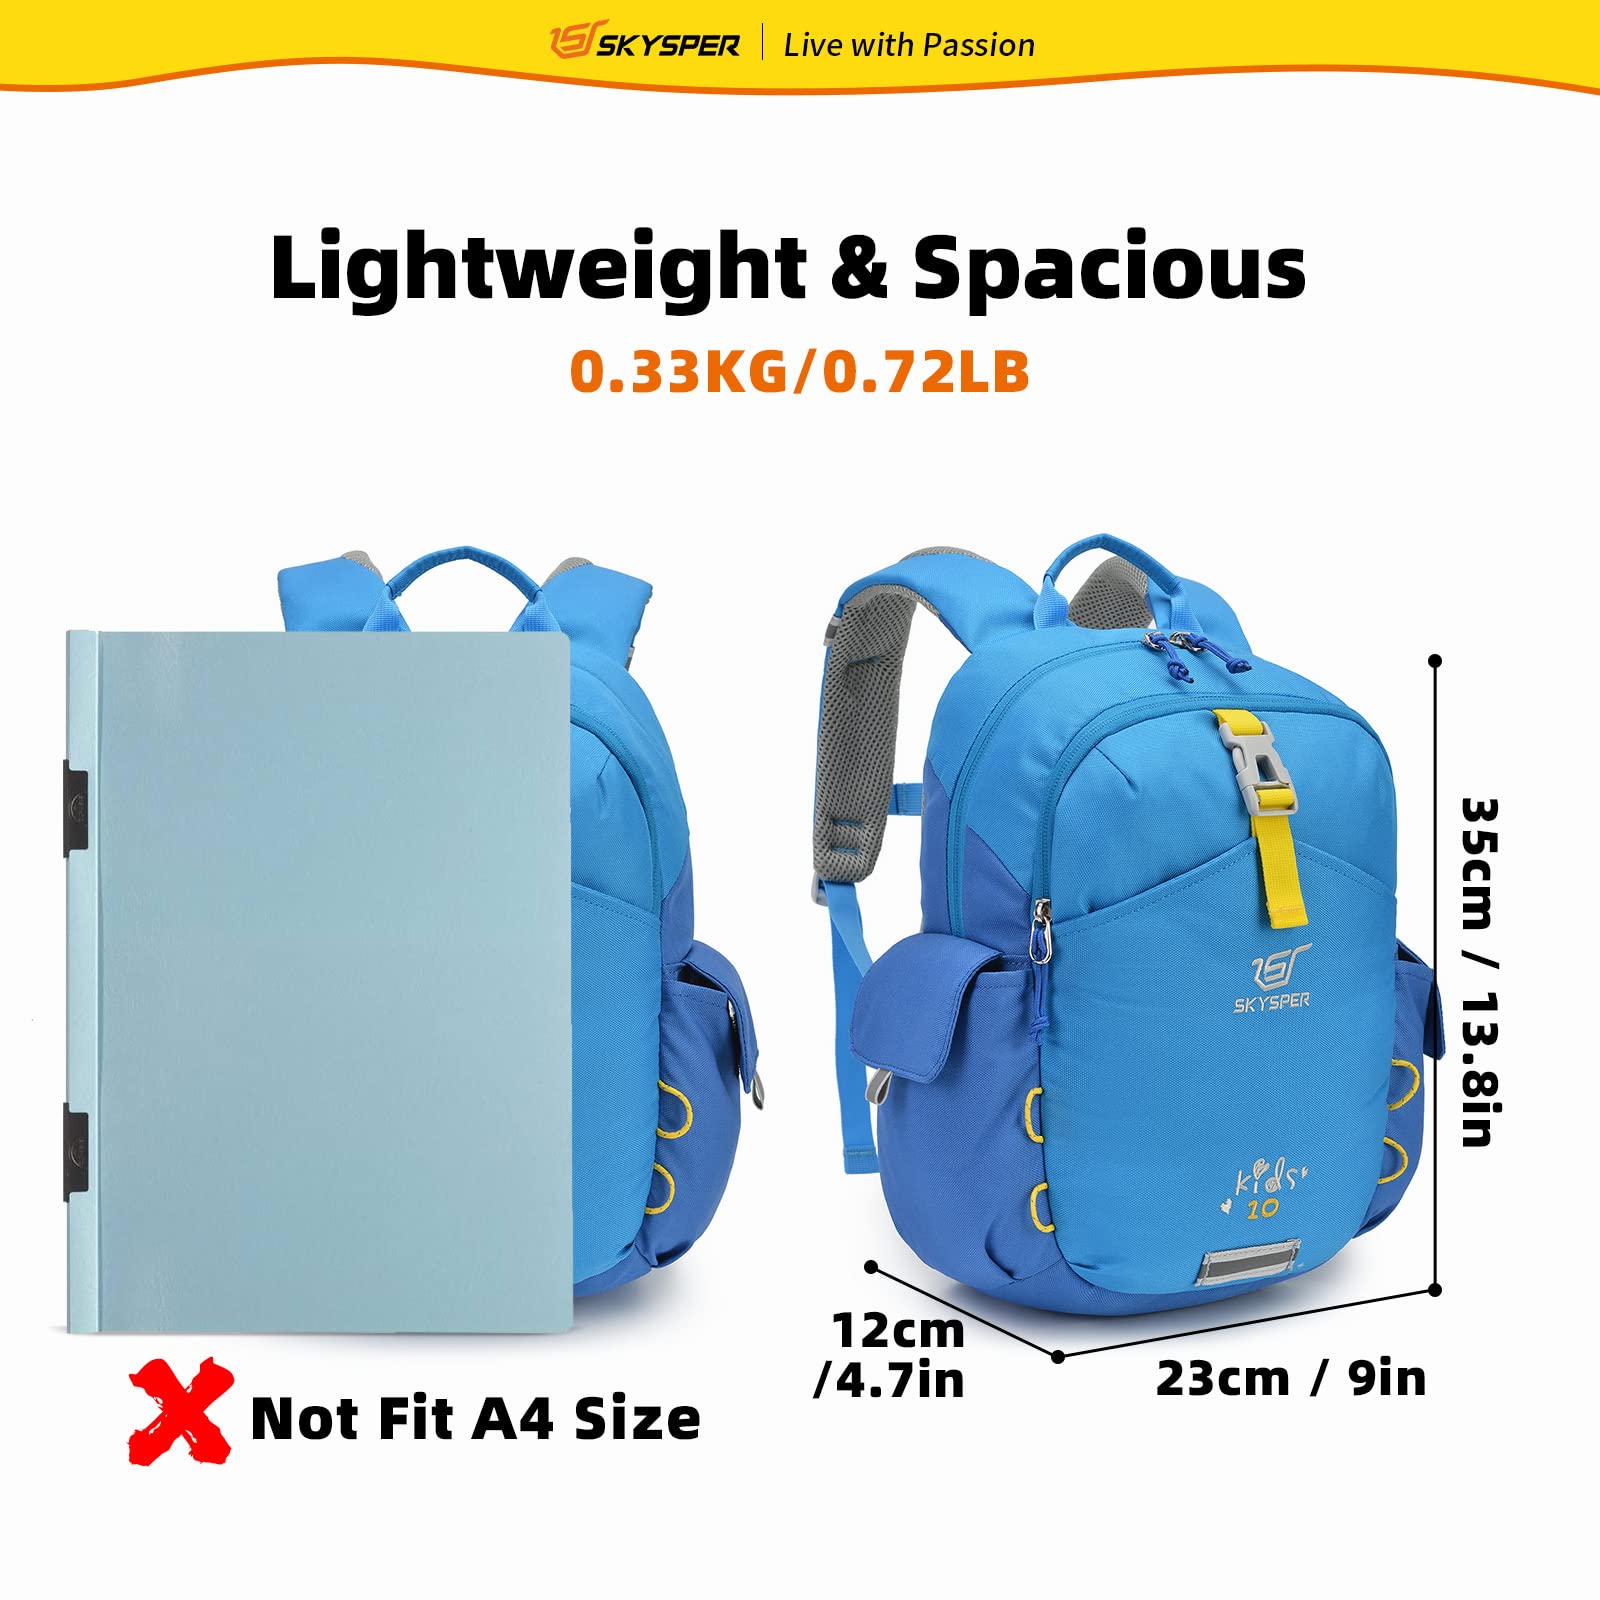 SKYSPER | Live with Passion
Lightweight & Spacious
0.33KG/0.72LB
SKYSPER
kids
10
35cm / 13.8in
12cm
/4.7in
23cm / 9in
Not Fit A4 Size